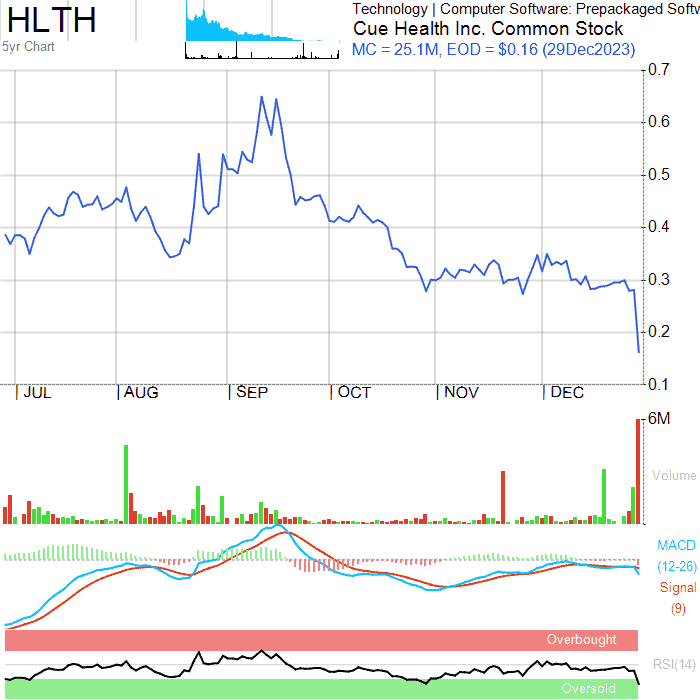 HLTH
5yr Chart
Technology | Computer Software: Prepackaged Softw
Cue Health Inc. Common Stock
MC = 25.1M, EOD = $0.16 (29Dec2023)
0.7
0.6
0.5
0.4
0.3
0.2
0.1
JUL AUG SEP OCT NOV DEC
6M
Volume
MACD
(12-26)
Signal
(9)
Overbought
RSI(14)
Oversold